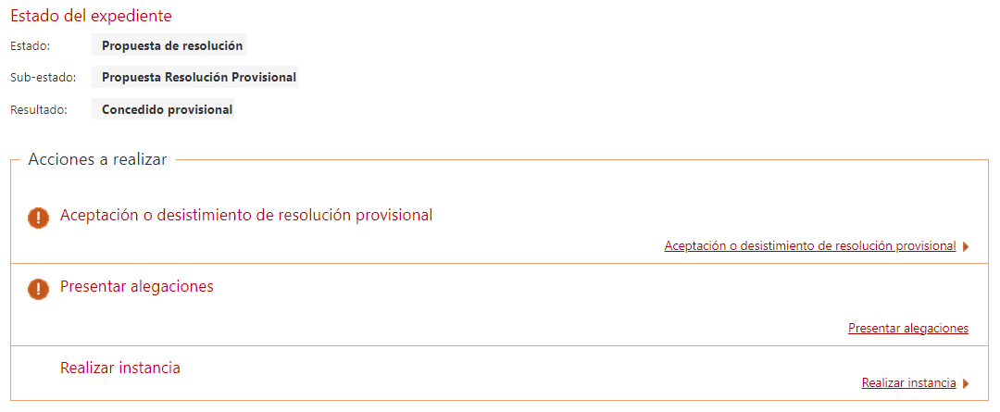 Estado del expediente
Estado: Propuesta de resolución
Sub-estado: Propuesta Resolución Provisional
Resultado: Concedido provisional
Acciones a realizar
Aceptación o desistimiento de resolución provisional
Aceptación o desistimiento de resolución provisional
Presentar alegaciones
Presentar alegaciones
Realizar instancia
Realizar instancia